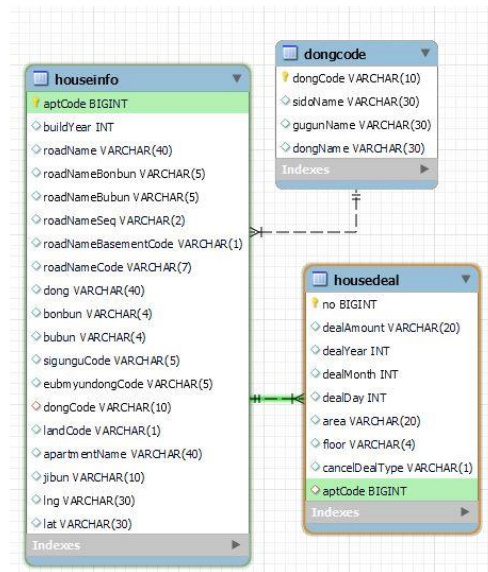 houseinfo
aptCode BIGINT
buildYear INT
roadName VARCHAR(40)
roadNameBonbun VARCHAR(5)
roadNameBubun VARCHAR(5)
roadNameSeq VARCHAR(2)
roadNameBasementCode VARCHAR(1)
roadNameCode VARCHAR(7)
dong VARCHAR(40)
bonbun VARCHAR(4)
bubun VARCHAR(4)
sigunguCode VARCHAR(5)
eubmyundongCode VARCHAR(5)
dongCode VARCHAR(10)
landCode VARCHAR(1)
apartmentName VARCHAR(40)
jibun VARCHAR(10)
lng VARCHAR(30)
lat VARCHAR(30)
Indexes
dongcode
dongCode VARCHAR(10)
sidoName VARCHAR(30)
gugunName VARCHAR(30)
dongName VARCHAR(30)
Indexes
housedeal
no BIGINT
dealAmount VARCHAR(20)
dealYear INT
dealMonth INT
dealDay INT
area VARCHAR(20)
floor VARCHAR(4)
cancelDealType VARCHAR(1)
aptCode BIGINT
Indexes